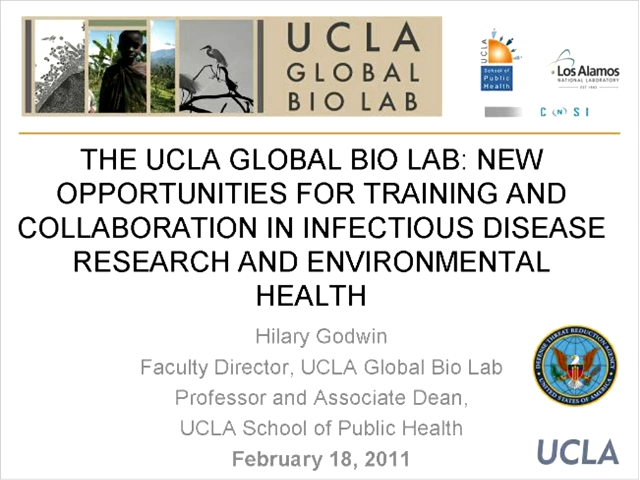 UCLA
GLOBAL
BIO LAB
UCLA
School of
Public
Health
Los Alamos
NATIONAL LABORATORY
EST. 1943
CNSI
THE UCLA GLOBAL BIO LAB: NEW
OPPORTUNITIES FOR TRAINING AND
COLLABORATION IN INFECTIOUS DISEASE
RESEARCH AND ENVIRONMENTAL
HEALTH
Hilary Godwin
Faculty Director, UCLA Global Bio Lab
Professor and Associate Dean,
UCLA School of Public Health
February 18, 2011
DEFENSE THREAT REDUCTION AGENCY
UNITED STATES OF AMERICA
UCLA